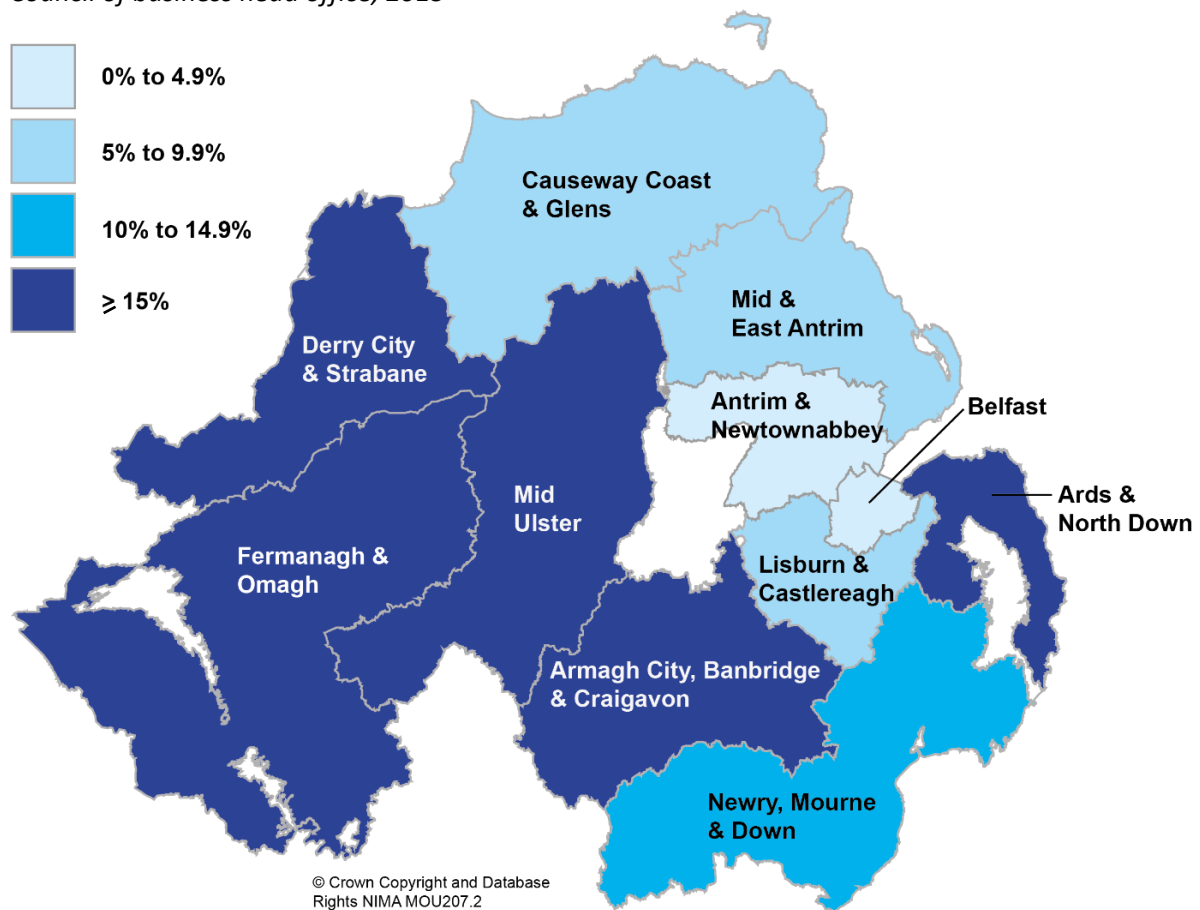 0% to 4.9%
5% to 9.9%
10% to 14.9%
⩾ 15%
Causeway Coast
& Glens
Mid &
East Antrim
Derry City
& Strabane
Antrim &
Newtownabbey
Belfast
Ards &
North Down
Mid
Ulster
Fermanagh &
Omagh
Lisburn &
Castlereagh
Armagh City, Banbridge
& Craigavon
Newry, Mourne
& Down
© Crown Copyright and Database
Rights NIMA MOU207.2